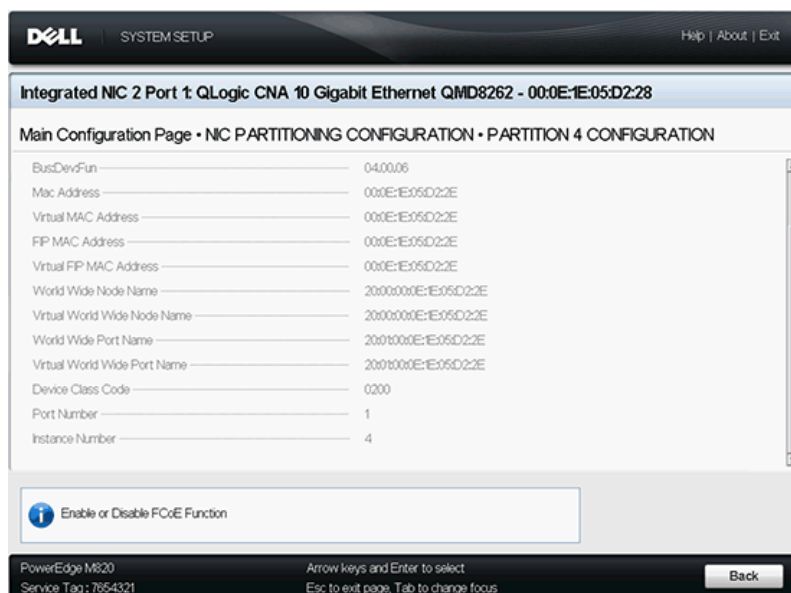 DELL SYSTEM SETUP Help | About | Exit
Integrated NIC 2 Port 1: QLogic CNA 10 Gigabit Ethernet QMD8262 - 00:0E:1E:05:D2:28
Main Configuration Page • NIC PARTITIONING CONFIGURATION • PARTITION 4 CONFIGURATION
Bus:Dev:Fun 04:00:06
Mac Address 00:0E:1E:05:D2:2E
Virtual MAC Address 00:0E:1E:05:D2:2E
FIP MAC Address 00:0E:1E:05:D2:2E
Virtual FIP MAC Address 00:0E:1E:05:D2:2E
World Wide Node Name 20:00:00:0E:1E:05:D2:2E
Virtual World Wide Node Name 20:00:00:0E:1E:05:D2:2E
World Wide Port Name 20:01:00:0E:1E:05:D2:2E
Virtual World Wide Port Name 20:01:00:0E:1E:05:D2:2E
Device Class Code 0200
Port Number 1
Instance Number 4
Enable or Disable FCoE Function
PowerEdge M820 Arrow keys and Enter to select
Service Tag : 7654321 Esc to exit page, Tab to change focus
Back